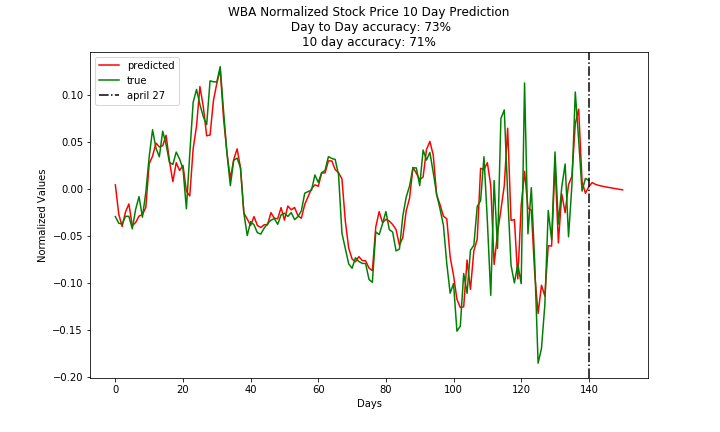 WBA Normalized Stock Price 10 Day Prediction
Day to Day accuracy: 73%
10 day accuracy: 71%
predicted
true
april 27
Normalized Values
0.10
0.05
0.00
−0.05
−0.10
−0.15
−0.20
0 20 40 60 80 100 120 140
Days